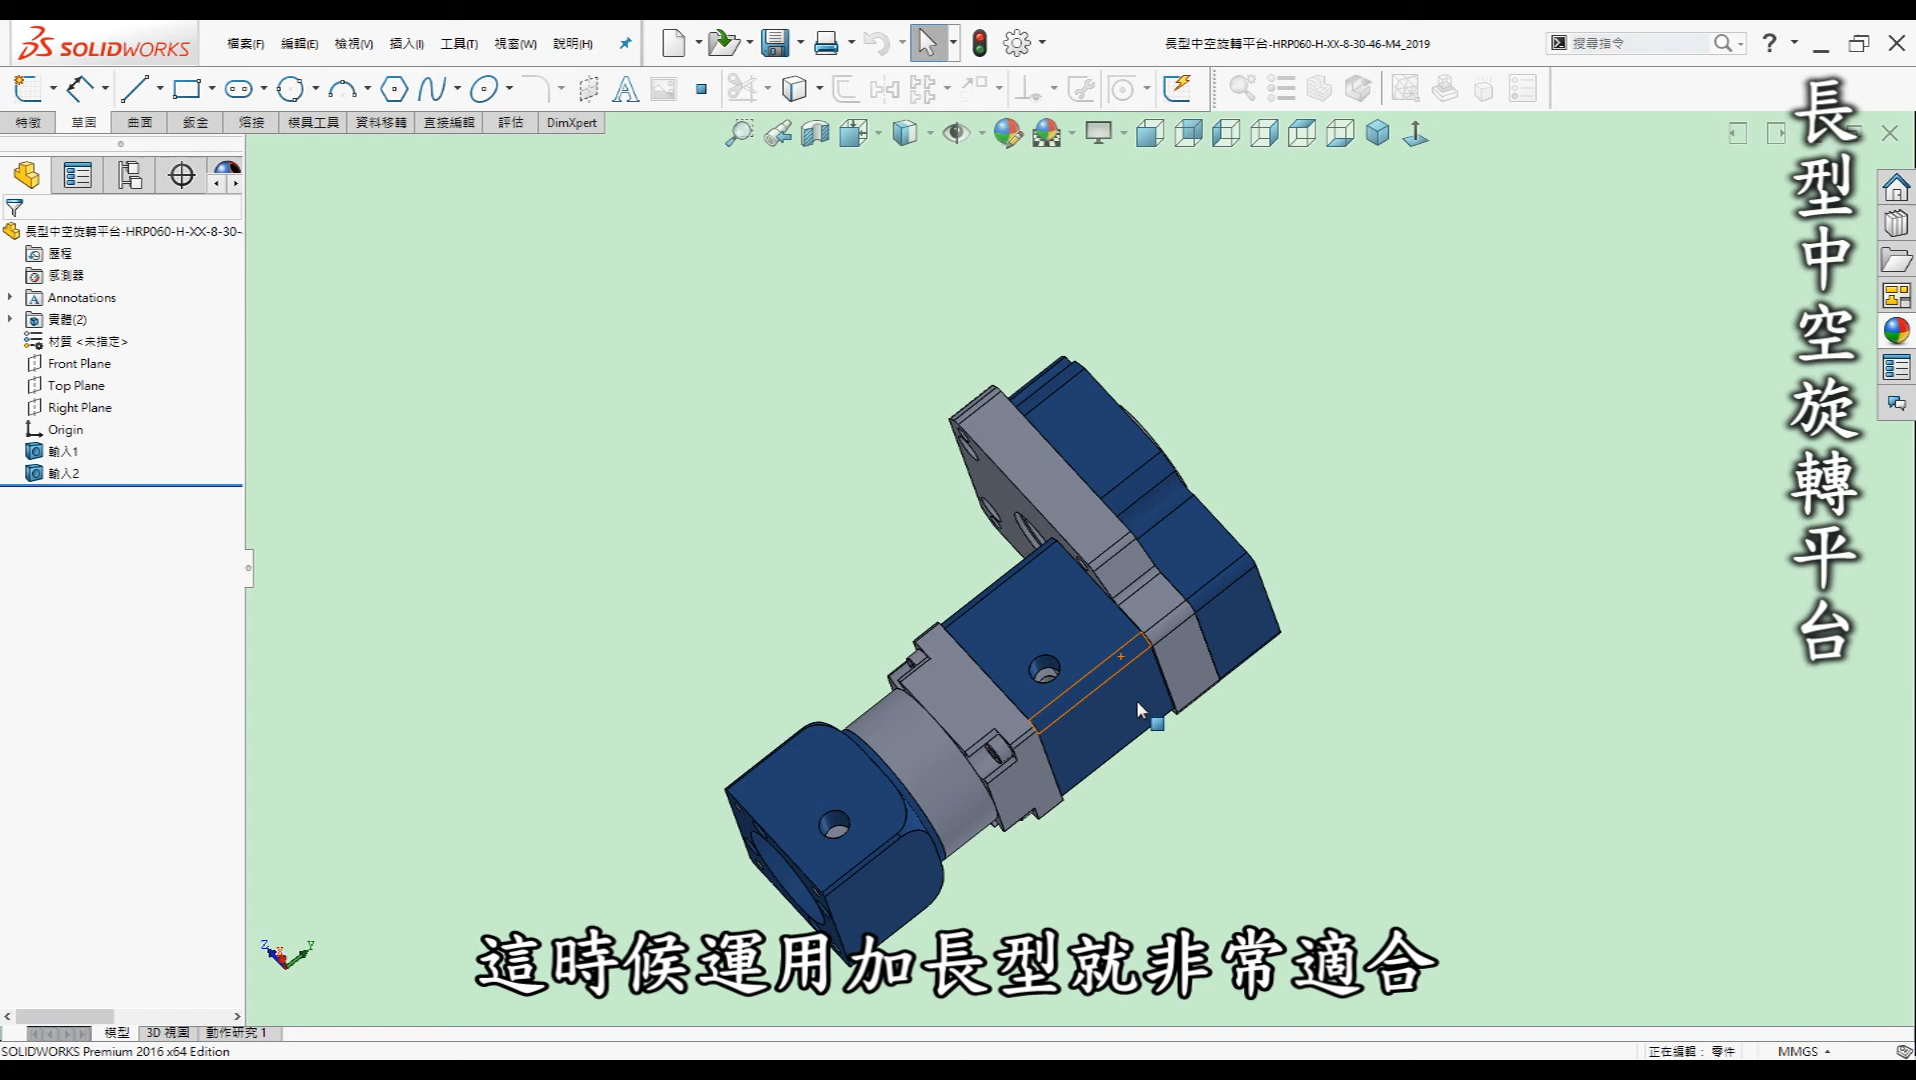 SOLIDWORKS
檔案(F) 編輯(E) 檢視(V) 插入(I) 工具(T) 視窗(W) 說明(H)
長型中空旋轉平台-HRP060-H-XX-8-30-46-M4_2019
搜尋指令
特徵 草圖 曲面 鈑金 熔接 模具工具 資料移轉 直接編輯 評估 DimXpert
長型中空旋轉平台-HRP060-H-XX-8-30-
歷程
感測器
Annotations
實體(2)
材質 <未指定>
Front Plane
Top Plane
Right Plane
Origin
輸入1
輸入2
長型中空旋轉平台
Z X Y
這時候運用加長型就非常適合
模型 3D 視圖 動作研究 1
SOLIDWORKS Premium 2016 x64 Edition
正在編輯： 零件
MMGS